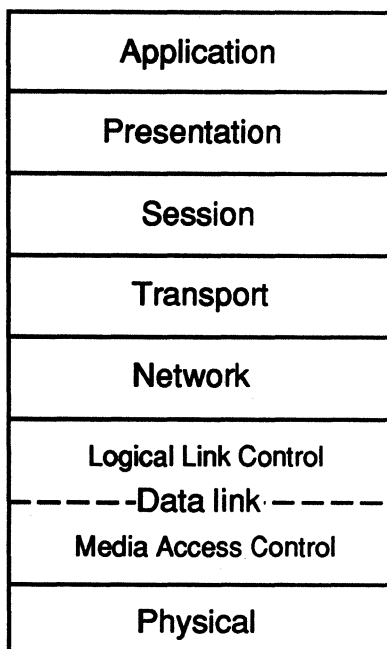 Application
Presentation
Session
Transport
Network
Logical Link Control
Data link
Media Access Control
Physical